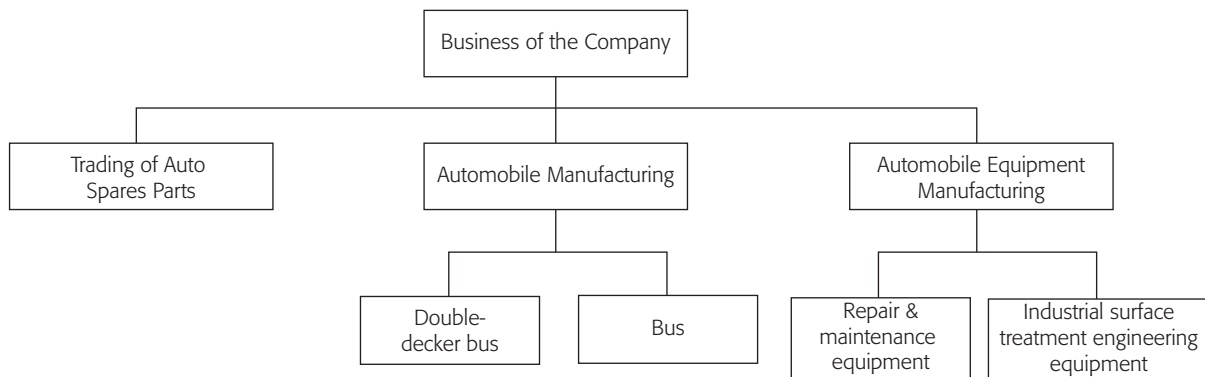 Business of the Company
Trading of Auto
Spares Parts
Automobile Manufacturing
Automobile Equipment
Manufacturing
Double-
decker bus
Bus
Repair &
maintenance
equipment
Industrial surface
treatment engineering
equipment